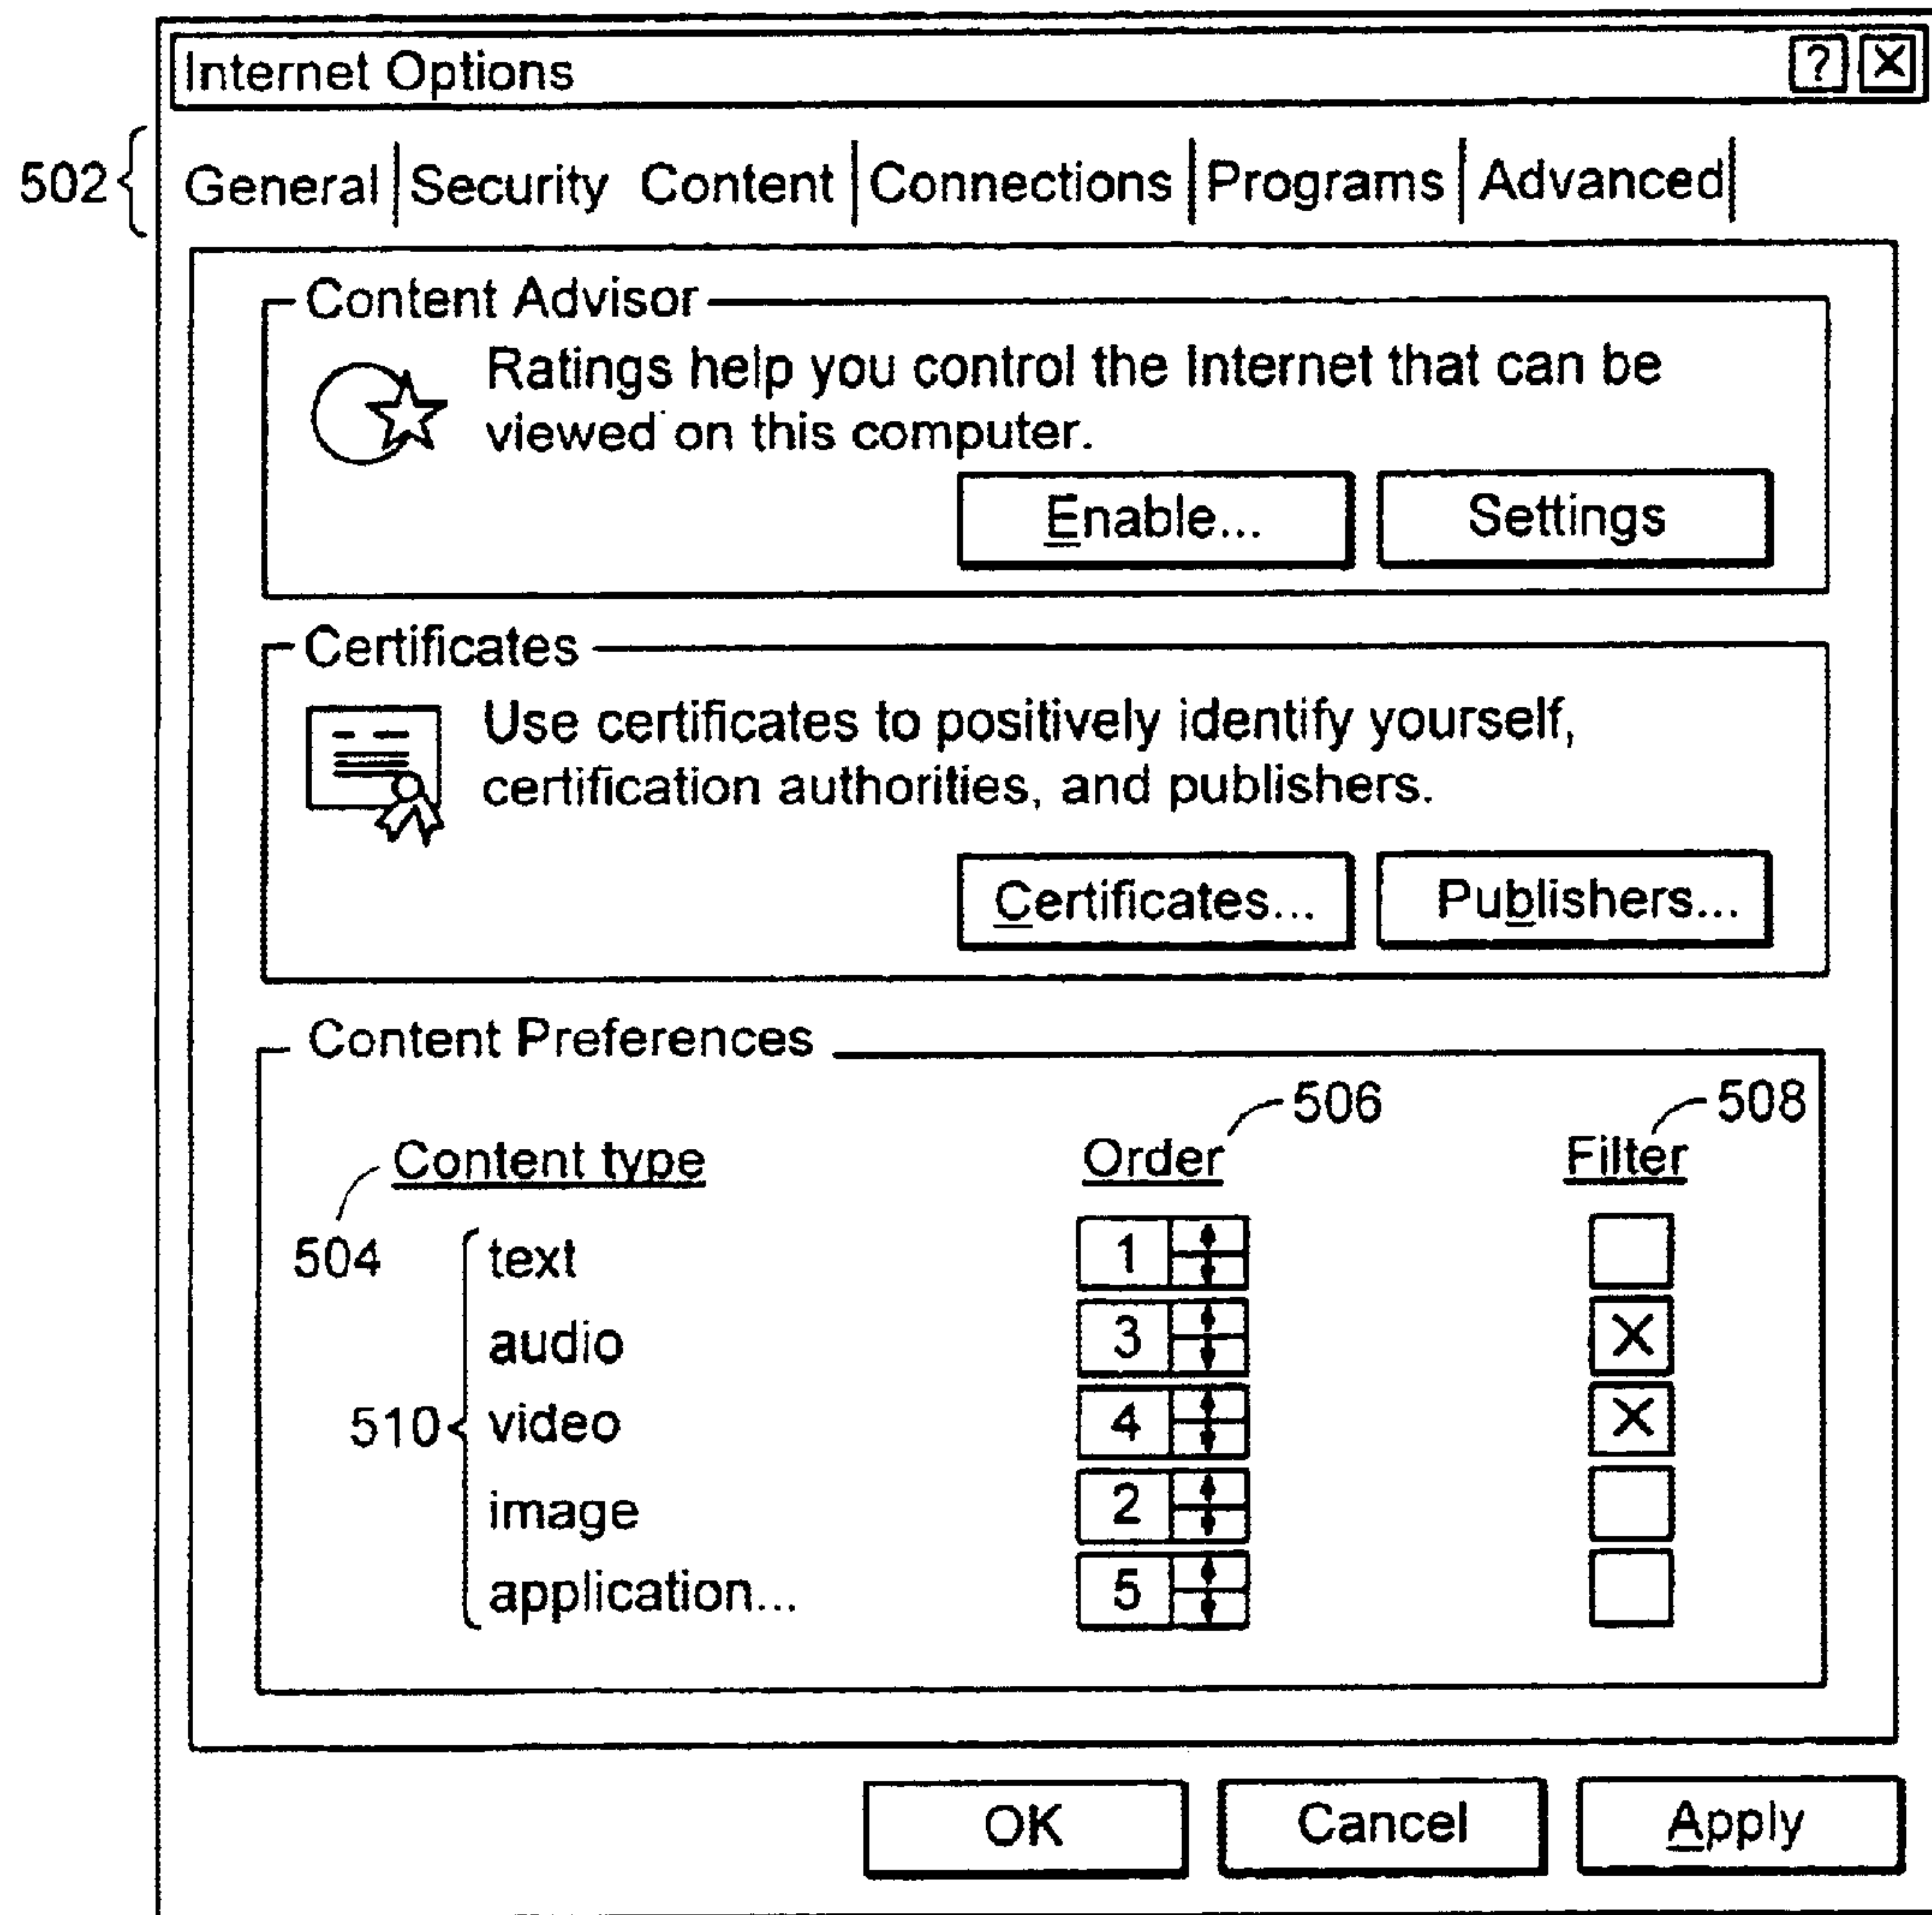 Internet Options ? X
502 General Security Content Connections Programs Advanced
Content Advisor
Ratings help you control the Internet that can be
viewed on this computer.
Enable... Settings
Certificates
Use certificates to positively identify yourself,
certification authorities, and publishers.
Certificates... Publishers...
Content Preferences
506 508
Content type Order Filter
504 text 1
audio 3 X
510 video 4 X
image 2
application... 5
OK Cancel Apply